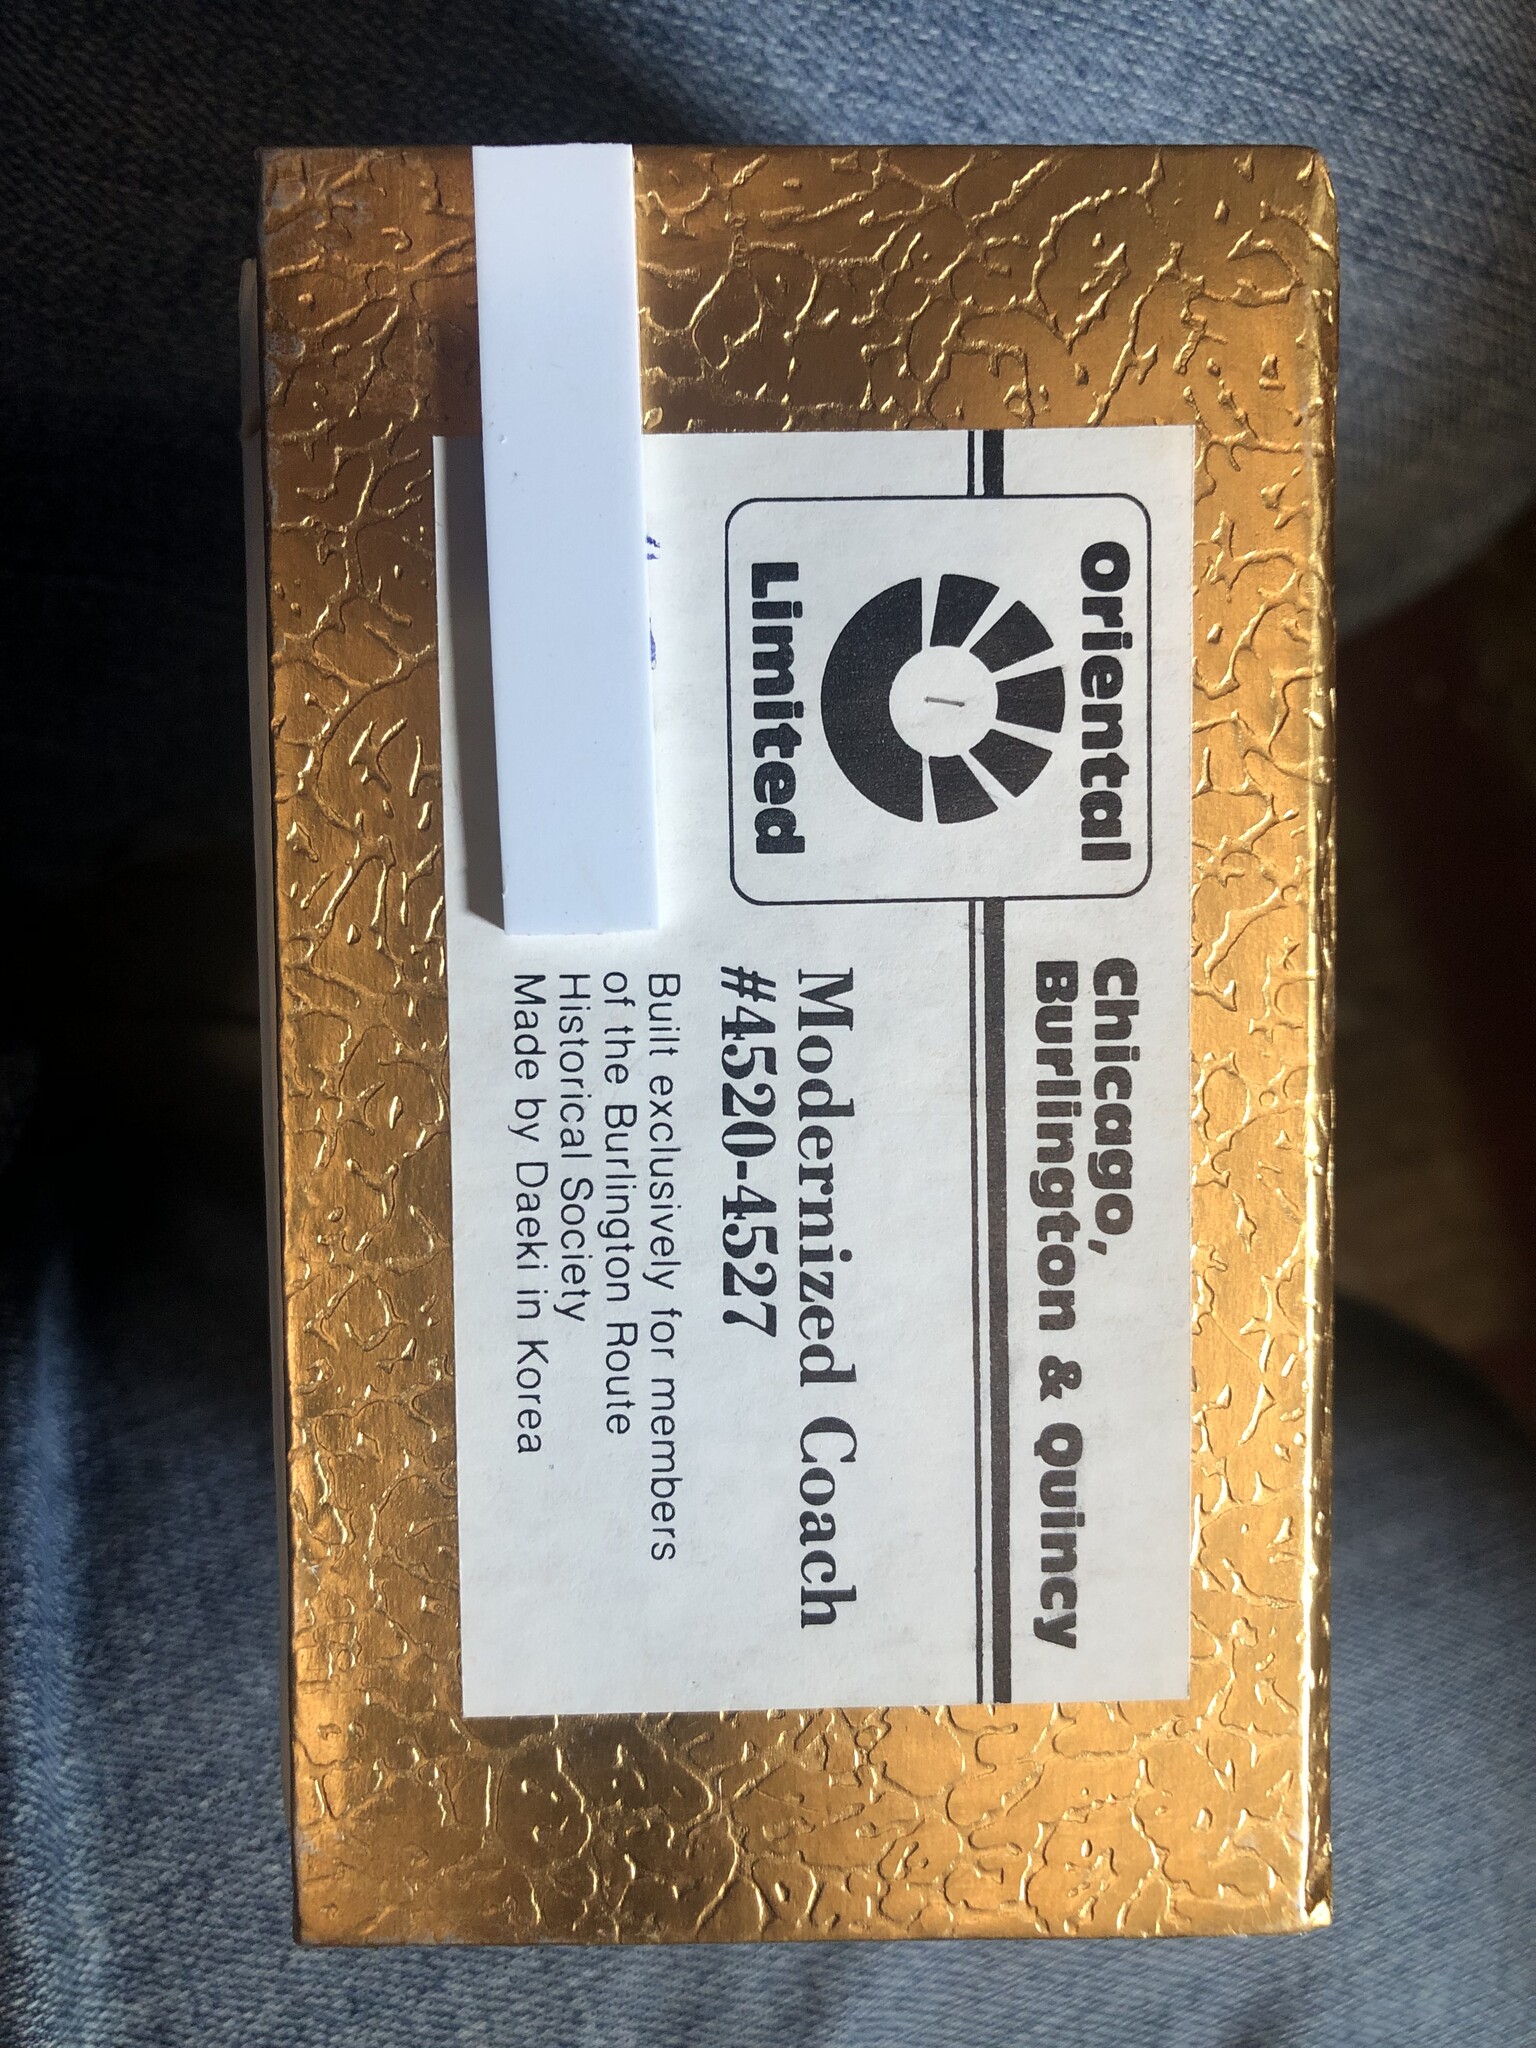 Oriental
Limited
Chicago,
Burlington & Quincy
Modernized Coach
#4520-4527
Built exclusively for members
of the Burlington Route
Historical Society
Made by Daeki in Korea